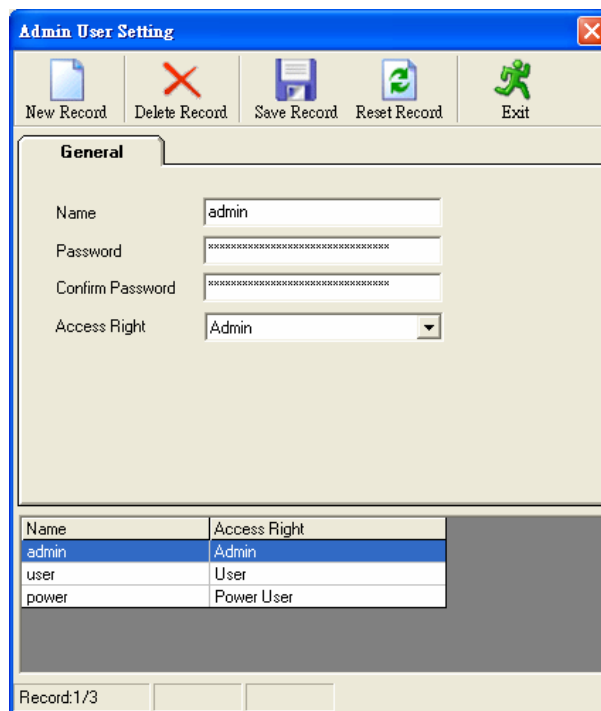 Admin User Setting
New Record Delete Record Save Record Reset Record Exit
General
Name admin
Password ********************************
Confirm Password ********************************
Access Right Admin
Name Access Right
admin Admin
user User
power Power User
Record:1/3